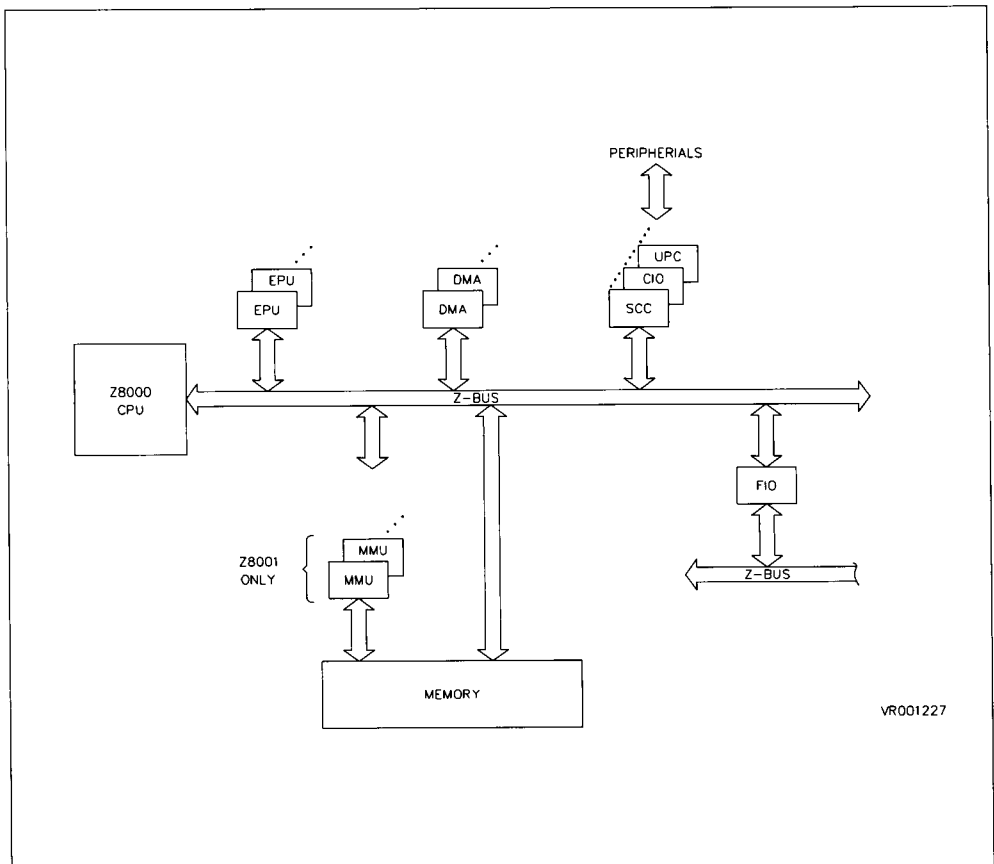 PERIPHERIALS
EPU
EPU
DMA
DMA
UPC
CIO
SCC
Z8000
CPU
Z-BUS
FIO
Z8001
ONLY
MMU
MMU
Z-BUS
MEMORY
VR001227